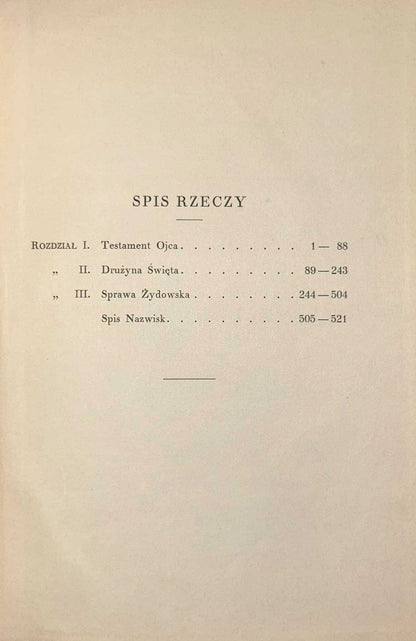 SPIS RZECZY
ROZDZIAŁ I. Testament Ojca . . . . . . . . . . 1 — 88
„ II. Drużyna Święta . . . . . . . . . . 89 — 243
„ III. Sprawa Żydowska . . . . . . . . . 244 — 504
Spis Nazwisk . . . . . . . . . . . 505 — 521